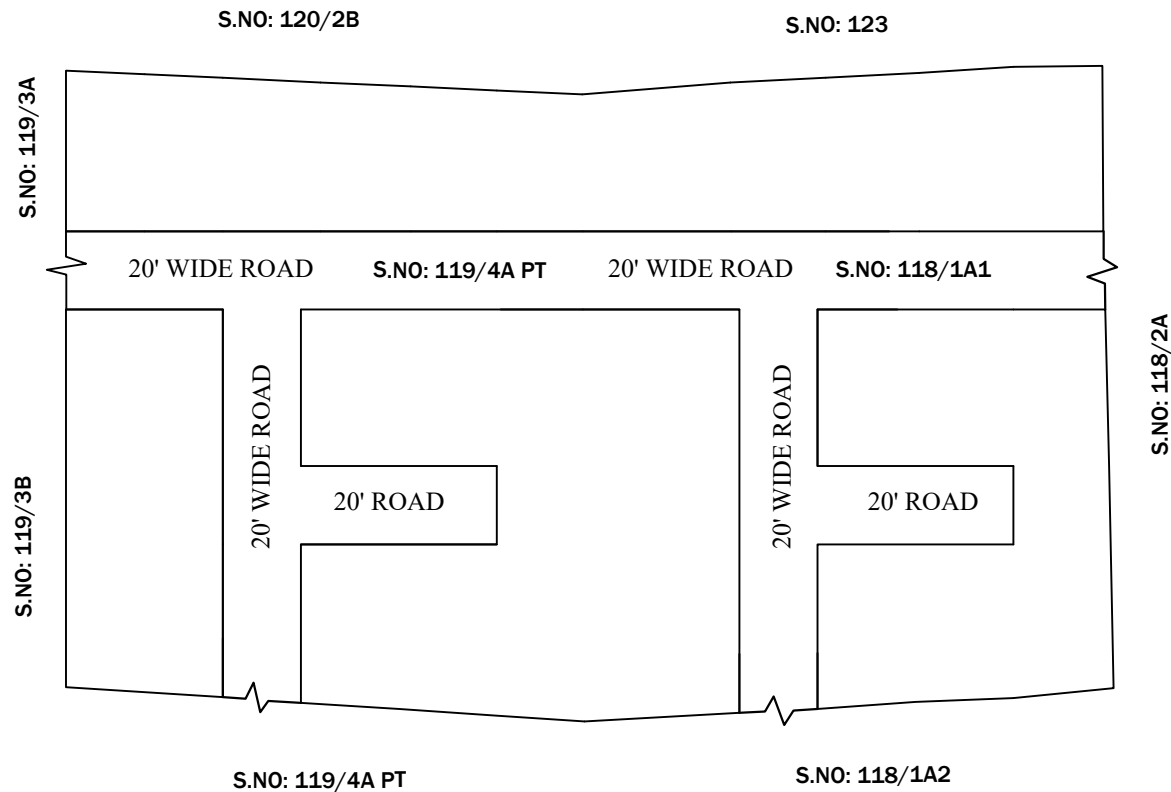 S.NO: 120/2B
S.NO: 123
S.NO: 119/3A
20' WIDE ROAD
S.NO: 119/4A PT
20' WIDE ROAD
S.NO: 118/1A1
S.NO: 118/2A
20' WIDE ROAD
20' WIDE ROAD
20' ROAD
20' ROAD
S.NO: 119/3B
S.NO: 119/4A PT
S.NO: 118/1A2